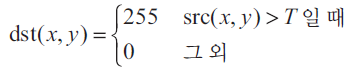 dst(x, y) = { 255 src(x, y) > T 일 때
0 그 외